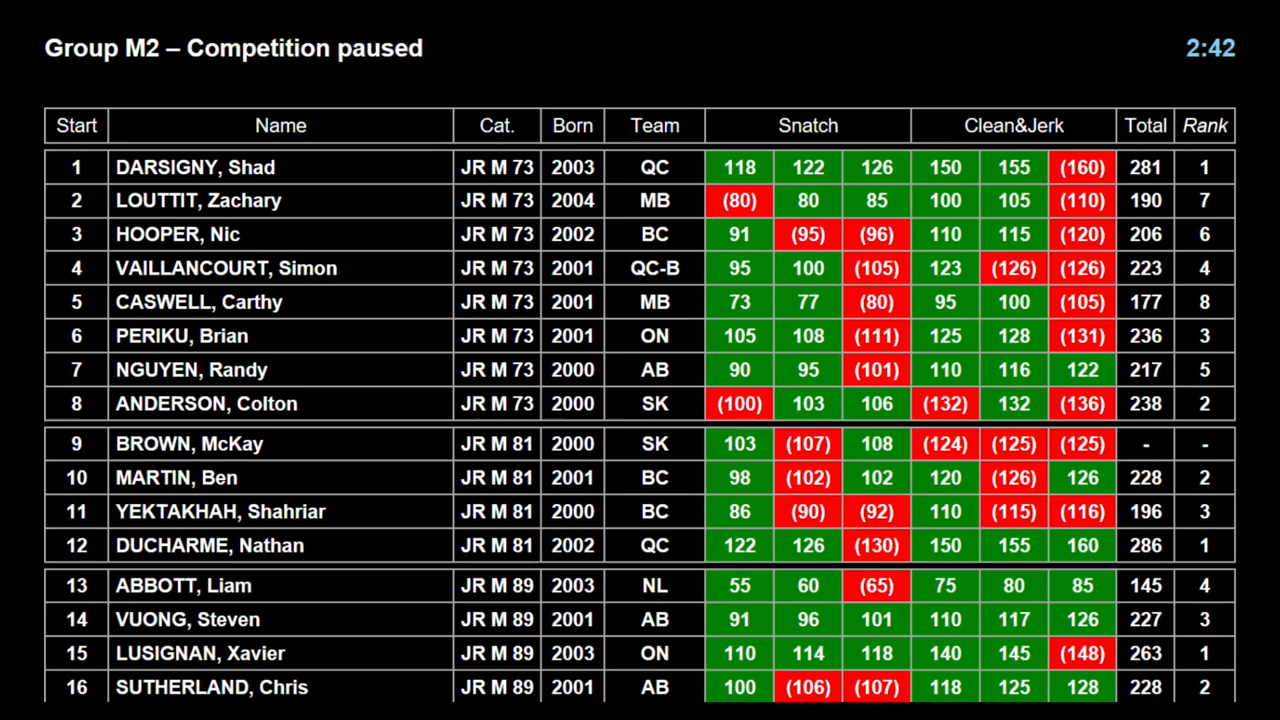 Group M2 – Competition paused 2:42
Start Name Cat. Born Team Snatch Clean&Jerk Total Rank
1 DARSIGNY, Shad JR M 73 2003 QC 118 122 126 150 155 (160) 281 1
2 LOUTTIT, Zachary JR M 73 2004 MB (80) 80 85 100 105 (110) 190 7
3 HOOPER, Nic JR M 73 2002 BC 91 (95) (96) 110 115 (120) 206 6
4 VAILLANCOURT, Simon JR M 73 2001 QC-B 95 100 (105) 123 (126) (126) 223 4
5 CASWELL, Carthy JR M 73 2001 MB 73 77 (80) 95 100 (105) 177 8
6 PERIKU, Brian JR M 73 2001 ON 105 108 (111) 125 128 (131) 236 3
7 NGUYEN, Randy JR M 73 2000 AB 90 95 (101) 110 116 122 217 5
8 ANDERSON, Colton JR M 73 2000 SK (100) 103 106 (132) 132 (136) 238 2
9 BROWN, McKay JR M 81 2000 SK 103 (107) 108 (124) (125) (125) - -
10 MARTIN, Ben JR M 81 2001 BC 98 (102) 102 120 (126) 126 228 2
11 YEKTAKHAH, Shahriar JR M 81 2000 BC 86 (90) (92) 110 (115) (116) 196 3
12 DUCHARME, Nathan JR M 81 2002 QC 122 126 (130) 150 155 160 286 1
13 ABBOTT, Liam JR M 89 2003 NL 55 60 (65) 75 80 85 145 4
14 VUONG, Steven JR M 89 2001 AB 91 96 101 110 117 126 227 3
15 LUSIGNAN, Xavier JR M 89 2003 ON 110 114 118 140 145 (148) 263 1
16 SUTHERLAND, Chris JR M 89 2001 AB 100 (106) (107) 118 125 128 228 2